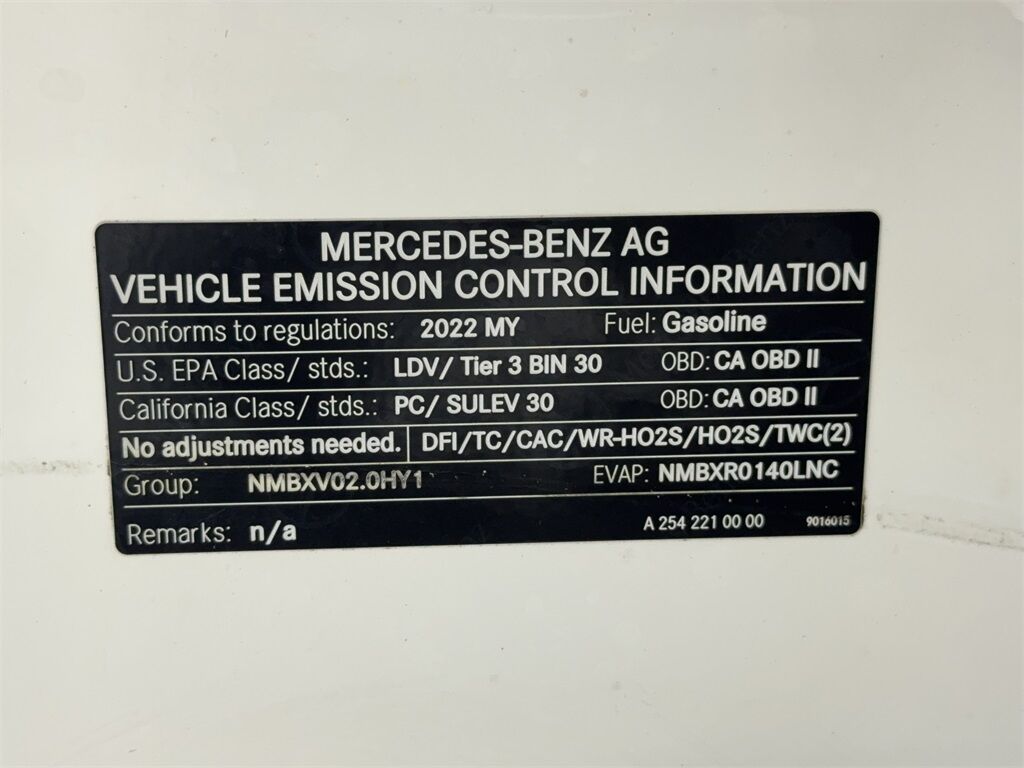 MERCEDES-BENZ AG
VEHICLE EMISSION CONTROL INFORMATION
Conforms to regulations: 2022 MY Fuel: Gasoline
U.S. EPA Class/ stds.: LDV/ Tier 3 BIN 30 OBD: CA OBD II
California Class/ stds.: PC/ SULEV 30 OBD: CA OBD II
No adjustments needed. DFI/TC/CAC/WR-HO2S/HO2S/TWC(2)
Group: NMBXV02.0HY1 EVAP: NMBXR0140LNC
Remarks: n/a A 254 221 00 00 9016015